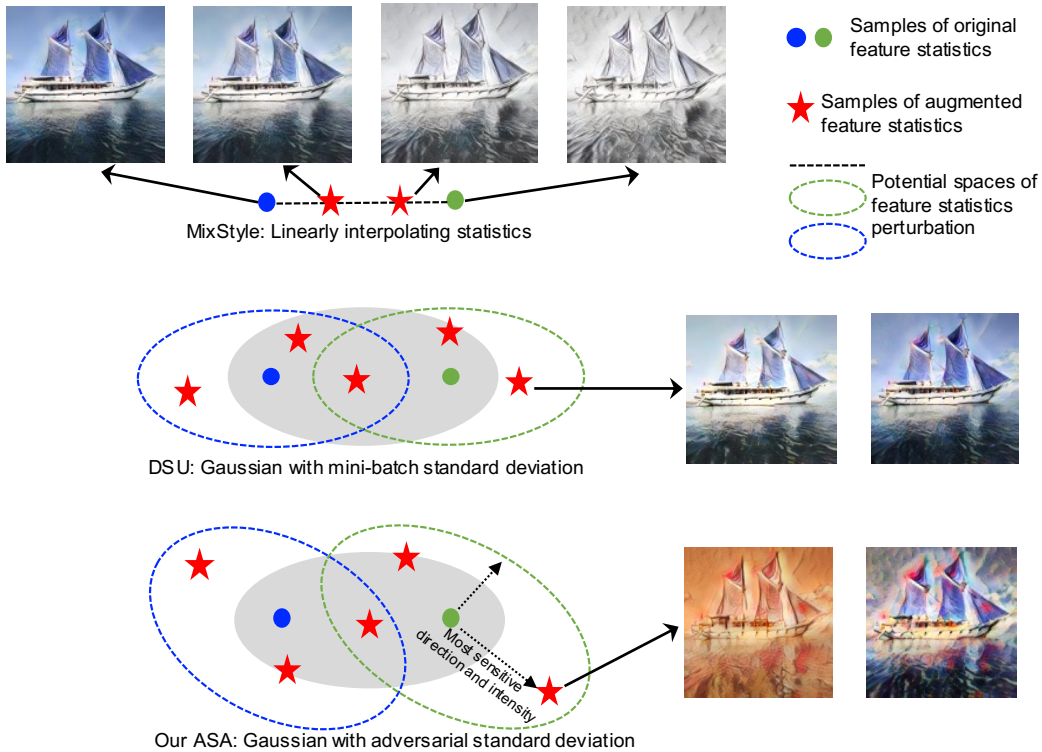 Samples of original
feature statistics
Samples of augmented
feature statistics
Potential spaces of
feature statistics
perturbation
MixStyle: Linearly interpolating statistics
DSU: Gaussian with mini-batch standard deviation
Most sensitive
direction and intensity
Our ASA: Gaussian with adversarial standard deviation